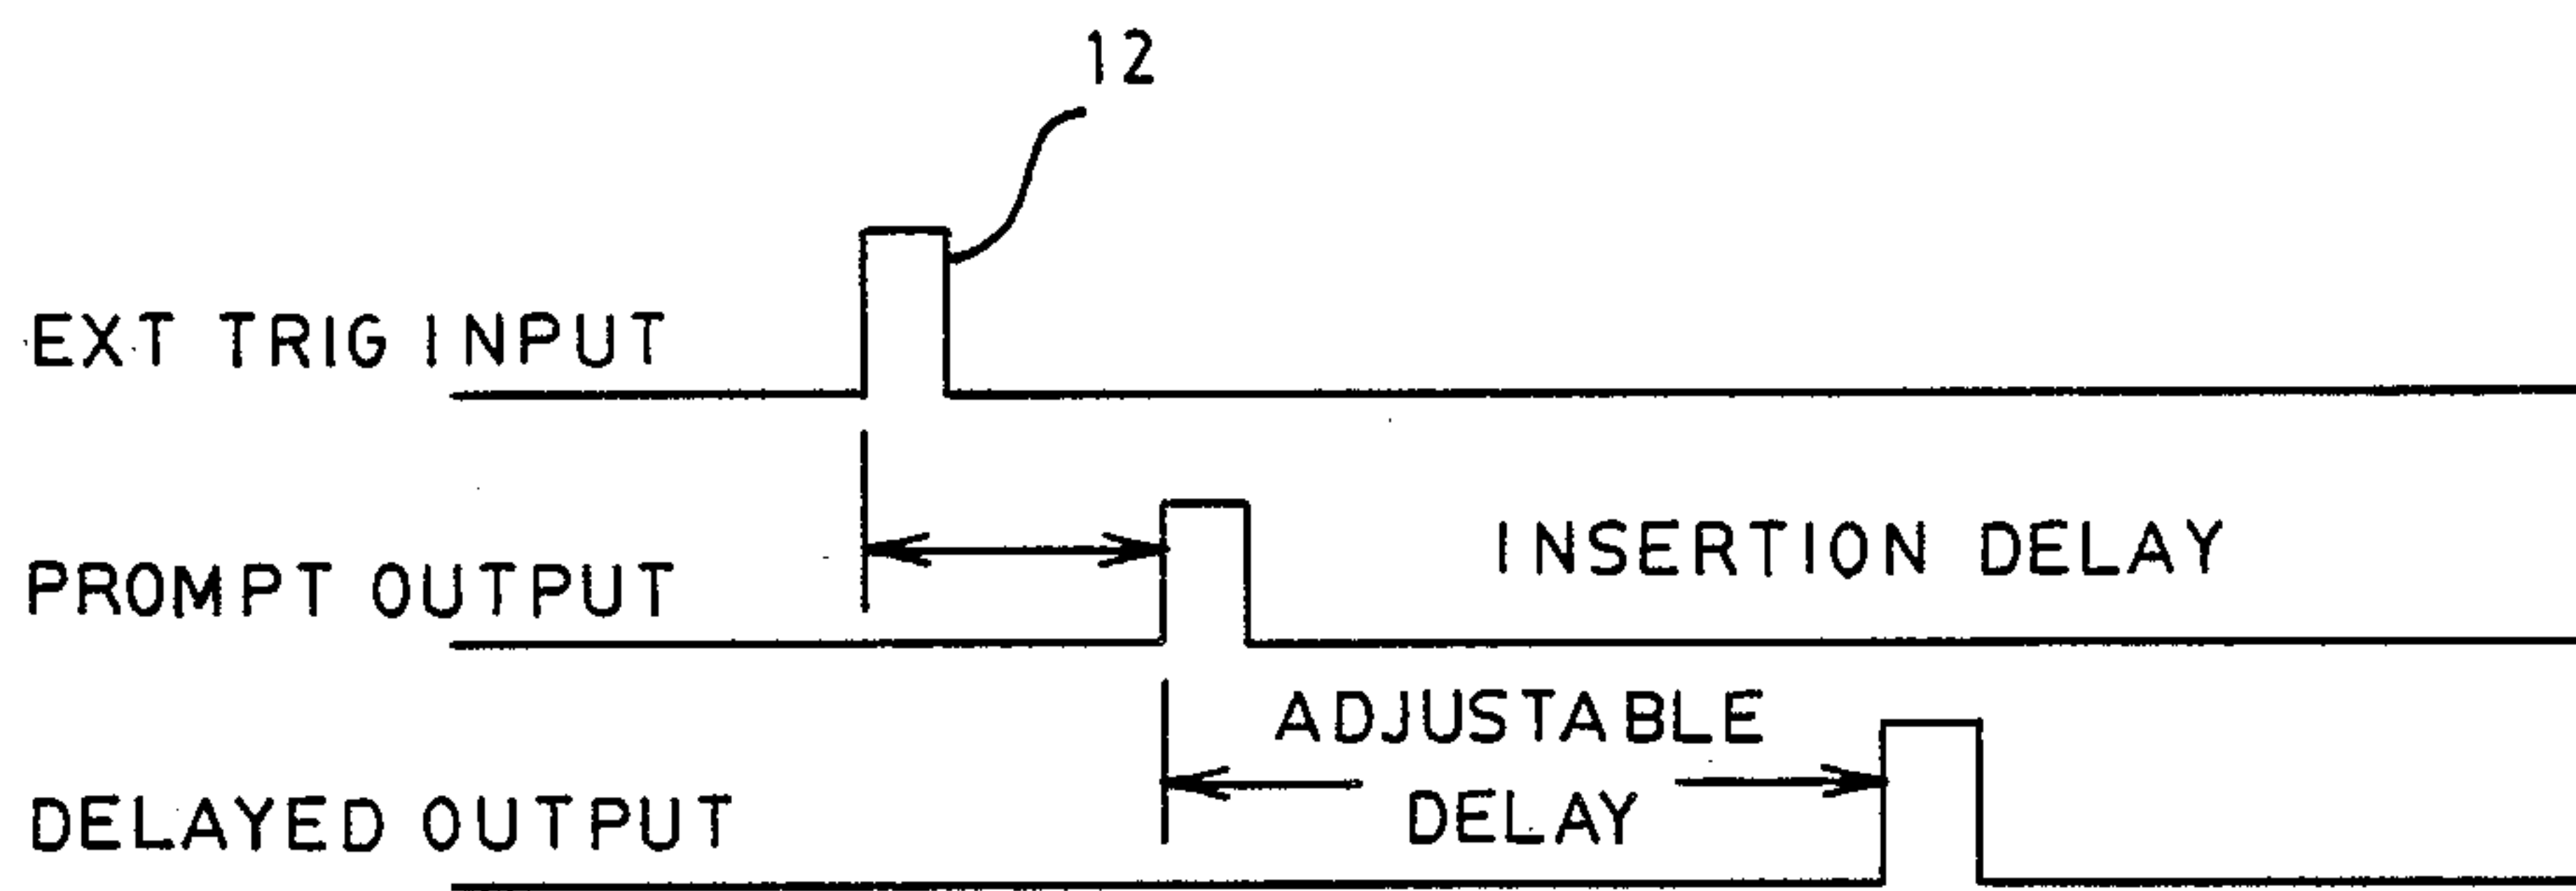 12
EXT TRIG INPUT
PROMPT OUTPUT
INSERTION DELAY
ADJUSTABLE
DELAY
DELAYED OUTPUT